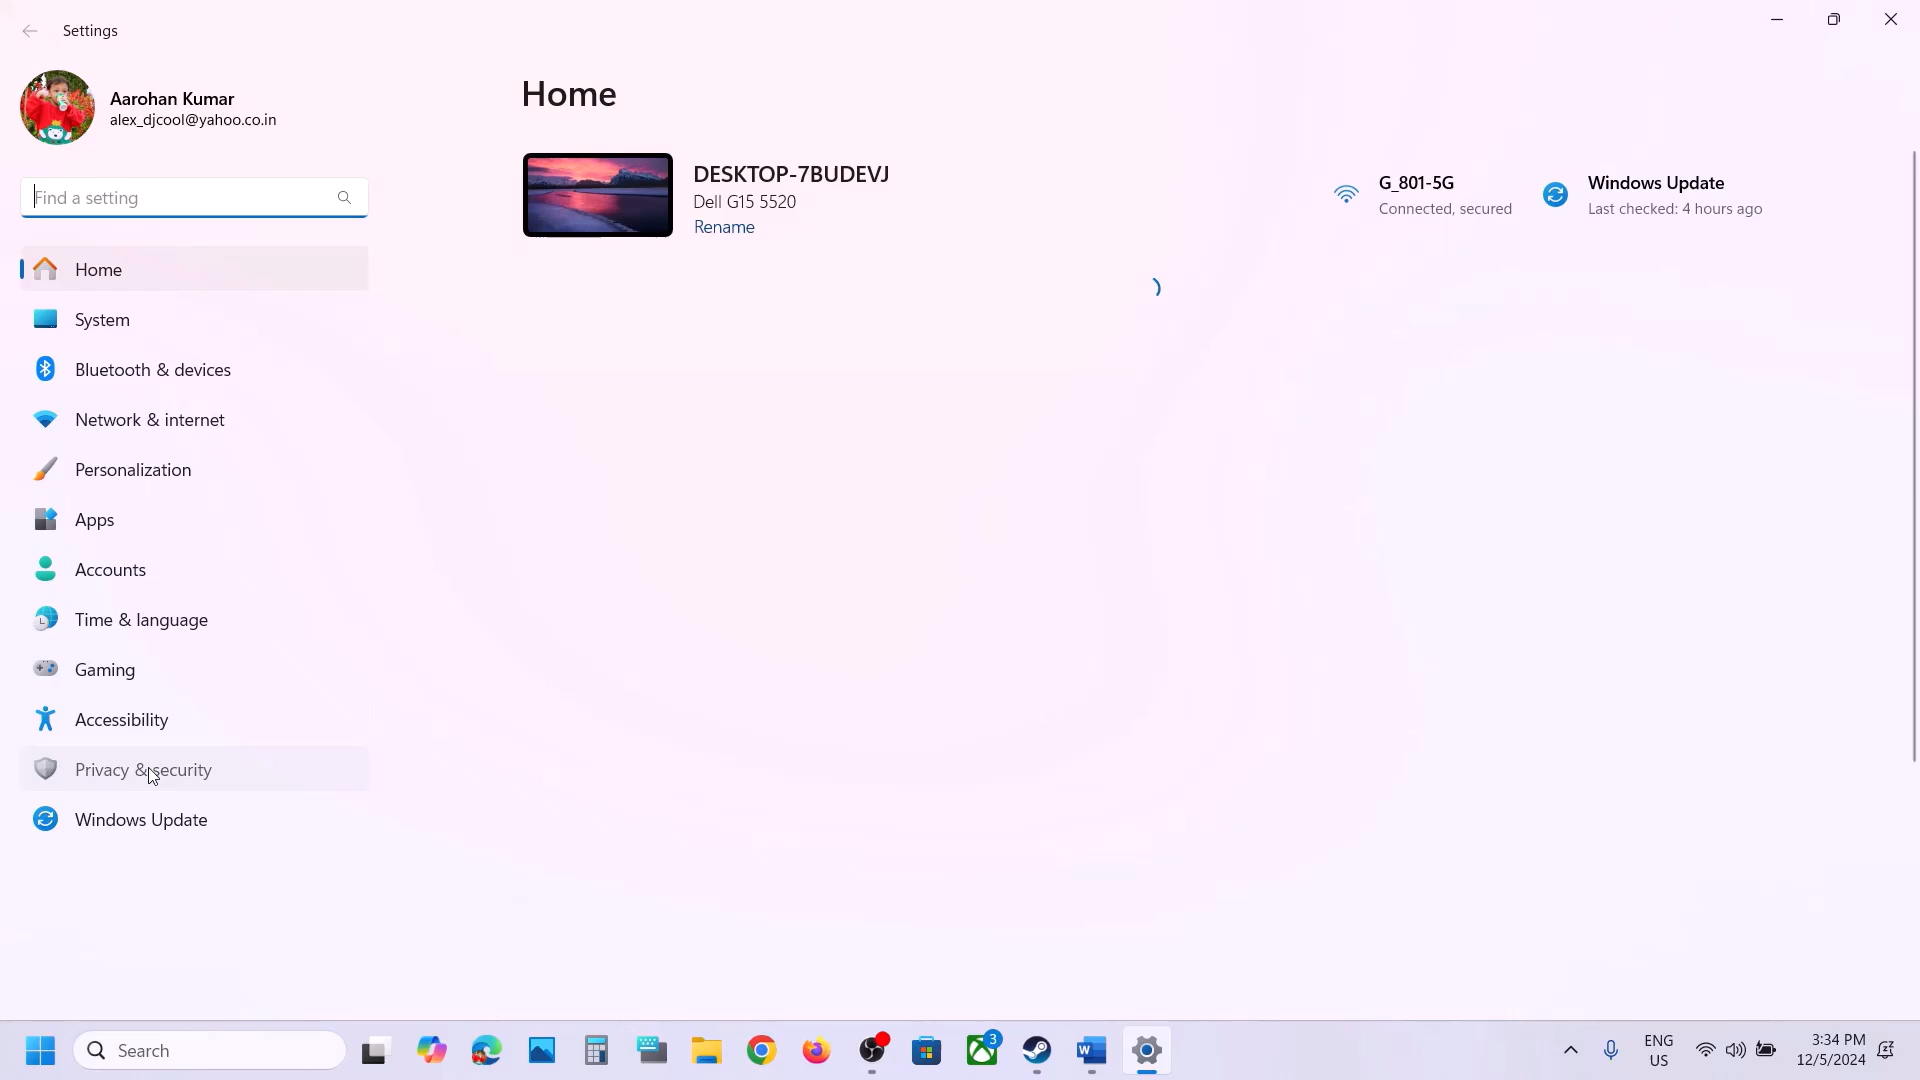 Settings
Aarohan Kumar
alex_djcool@yahoo.co.in
Find a setting
Home
System
Bluetooth & devices
Network & internet
Personalization
Apps
Accounts
Time & language
Gaming
Accessibility
Privacy & security
Windows Update
Home
DESKTOP-7BUDEVJ
Dell G15 5520
Rename
G_801-5G
Connected, secured
Windows Update
Last checked: 4 hours ago
Search
3
ENG
US
3:34 PM
12/5/2024